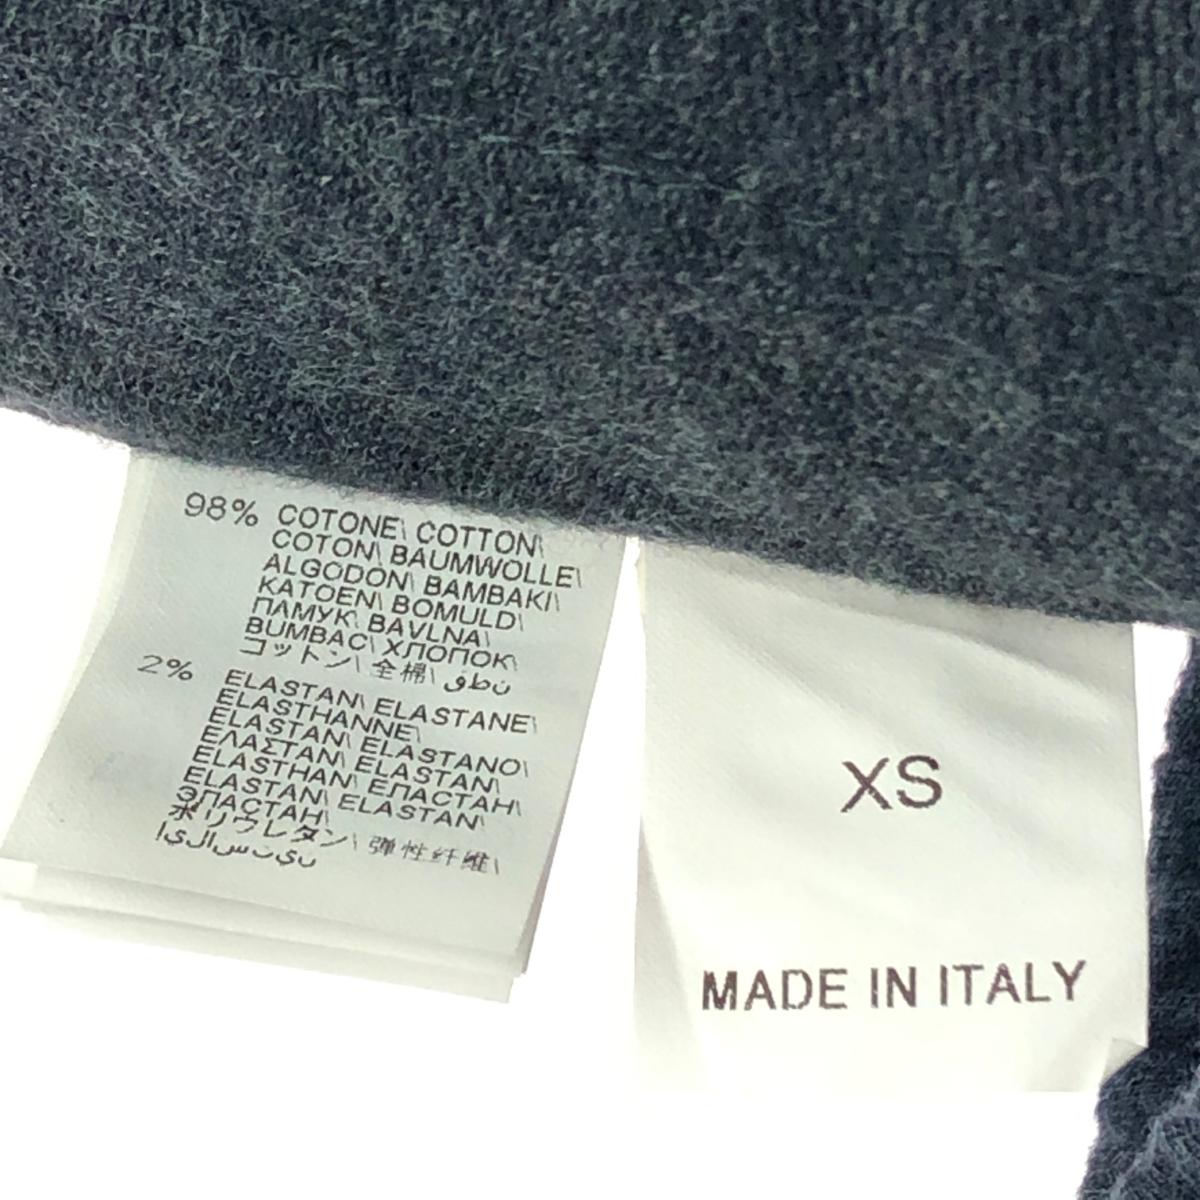 98% COTONE\ COTTON\
COTON\ BAUMWOLLE\
ALGODON\ BAMBAKI\
KATOEN\ BOMULD\
ПАМУК\ BAVLNA\
BUMBAC\ ХЛОПОК\
コットン\ 全棉\ قطن
2% ELASTAN\ ELASTANE\
ELASTHANNE\
ELASTAN\ ELASTANO\
ΕΛΑΣΤΑΝ\ ELASTAN\
ELASTHAN\ ЕЛАСТАН\
ELASTAN\ ELASTAN\
ЭЛАСТАН\
ポリウレタン\ 弹性纤维\
إيلاستين
XS
MADE IN ITALY